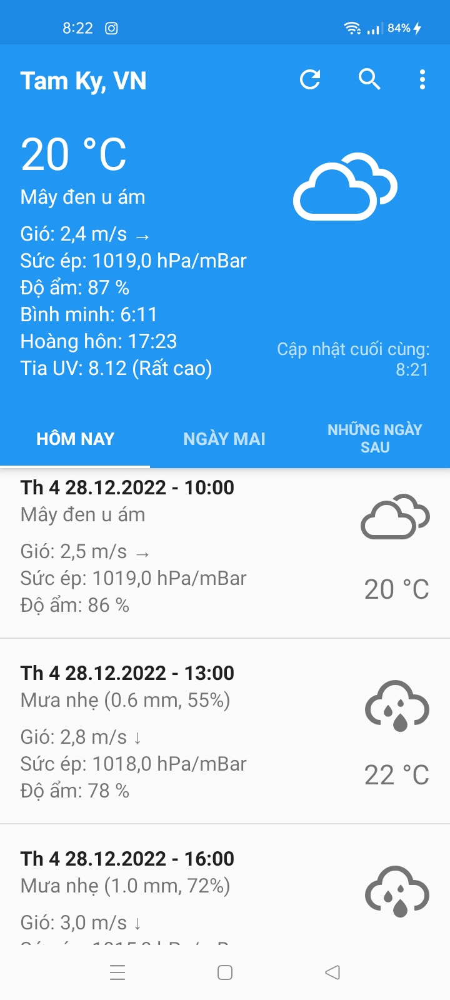 8:22
84%
Tam Ky, VN
20 °C
Mây đen u ám
Gió: 2,4 m/s →
Sức ép: 1019,0 hPa/mBar
Độ ẩm: 87 %
Bình minh: 6:11
Hoàng hôn: 17:23
Tia UV: 8.12 (Rất cao)
Cập nhật cuối cùng:
8:21
HÔM NAY
NGÀY MAI
NHỮNG NGÀY
SAU
Th 4 28.12.2022 - 10:00
Mây đen u ám
Gió: 2,5 m/s →
Sức ép: 1019,0 hPa/mBar
Độ ẩm: 86 %
20 °C
Th 4 28.12.2022 - 13:00
Mưa nhẹ (0.6 mm, 55%)
Gió: 2,8 m/s ↓
Sức ép: 1018,0 hPa/mBar
Độ ẩm: 78 %
22 °C
Th 4 28.12.2022 - 16:00
Mưa nhẹ (1.0 mm, 72%)
Gió: 3,0 m/s ↓